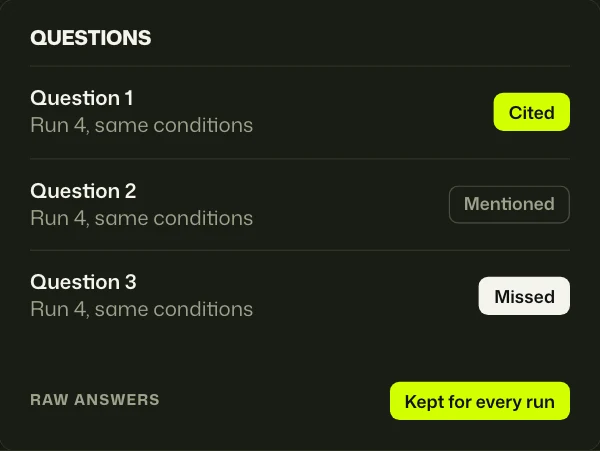 QUESTIONS
Question 1
Run 4, same conditions
Cited
Question 2
Run 4, same conditions
Mentioned
Question 3
Run 4, same conditions
Missed
RAW ANSWERS
Kept for every run